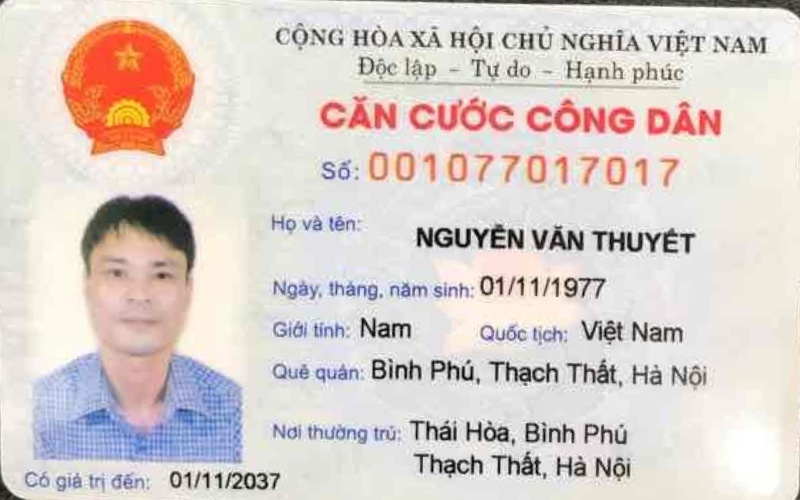 CỘNG HÒA XÃ HỘI CHỦ NGHĨA VIỆT NAM
Độc lập - Tự do - Hạnh phúc
CĂN CƯỚC CÔNG DÂN
Số: 001077017017
Họ và tên: NGUYỄN VĂN THUYẾT
Ngày, tháng, năm sinh: 01/11/1977
Giới tính: Nam Quốc tịch: Việt Nam
Quê quán: Bình Phú, Thạch Thất, Hà Nội
Nơi thường trú: Thái Hòa, Bình Phú
Thạch Thất, Hà Nội
Có giá trị đến: 01/11/2037